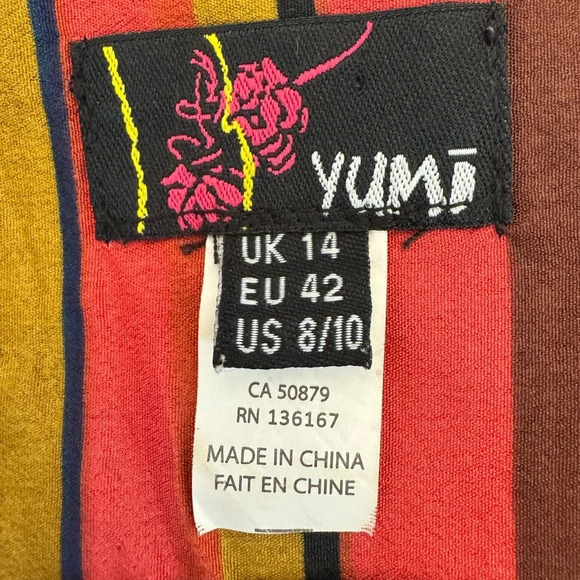 YUMI
UK 14
EU 42
US 8/10
CA 50879
RN 136167
MADE IN CHINA
FAIT EN CHINE